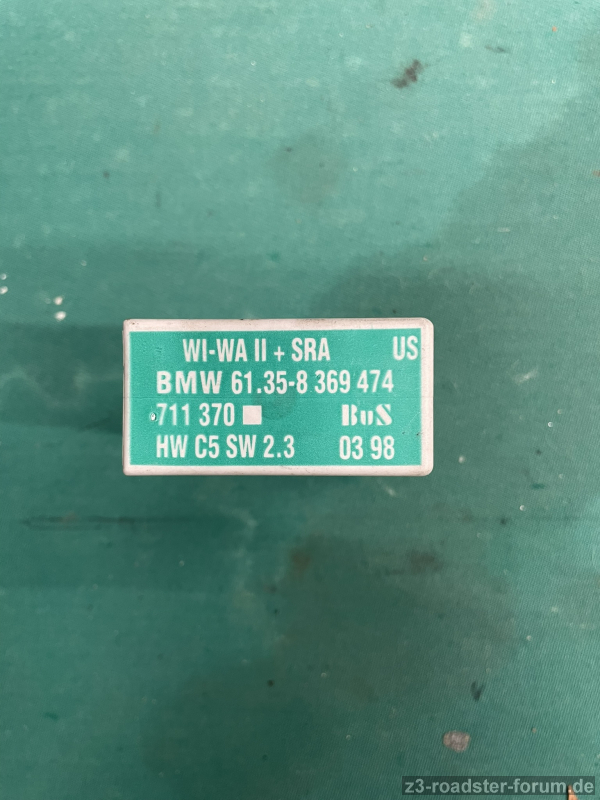 WI-WA II + SRA US
BMW 61.35-8 369 474
711 370 BuS
HW C5 SW 2.3 03 98
z3-roadster-forum.de